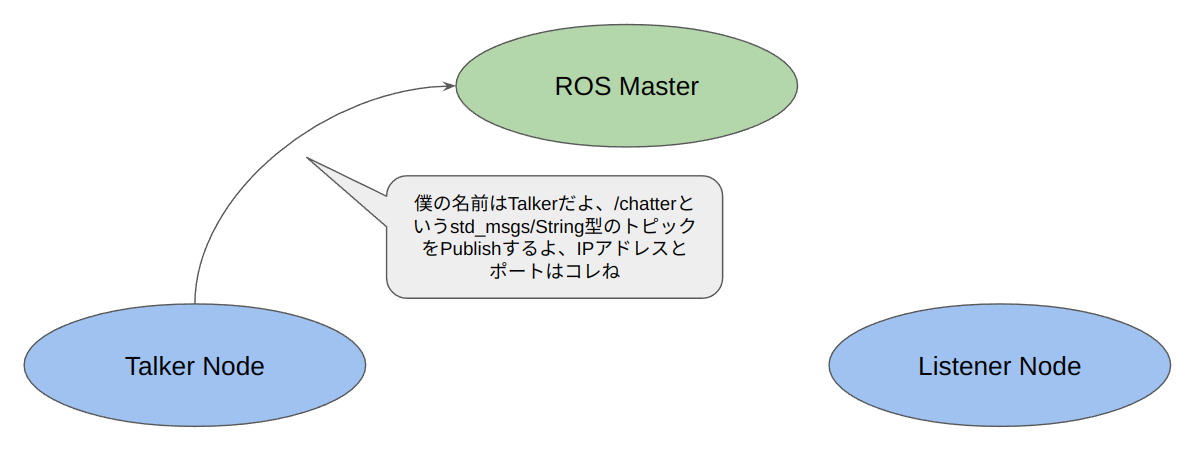 ROS Master
僕の名前はTalkerだよ、/chatterと
いうstd_msgs/String型のトピック
をPublishするよ、IPアドレスと
ポートはコレね
Talker Node
Listener Node